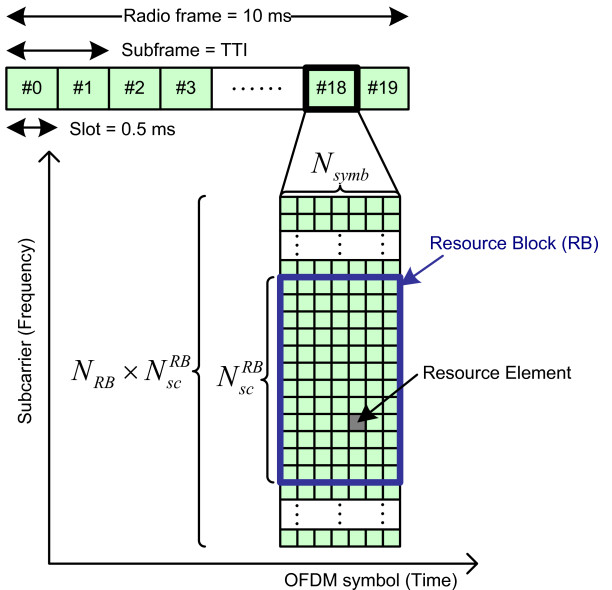 Radio frame = 10 ms
Subframe = TTI
#0 #1 #2 #3 ...... #18 #19
Slot = 0.5 ms
N_symb
Resource Block (RB)
Subcarrier (Frequency)
N_RB × N_sc^RB
N_sc^RB
Resource Element
OFDM symbol (Time)